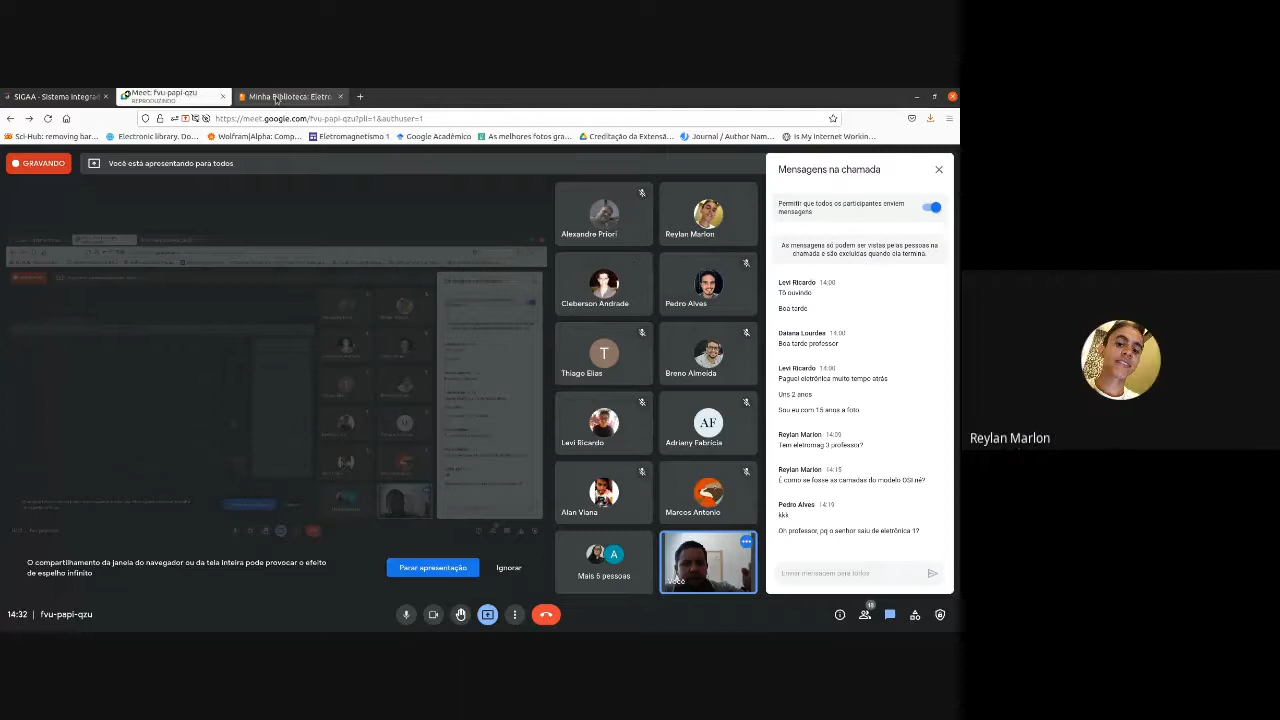 SIGAA - Sistema Integrad
Meet: fvu-papi-qzu
REPRODUZINDO
Minha Biblioteca: Eletro
https://meet.google.com/fvu-papi-qzu?pli=1&authuser=1
Sci-Hub: removing bar...
Electronic library. Do...
Wolfram|Alpha: Comp...
Eletromagnetismo 1
Google Acadêmico
As melhores fotos gra...
Creditação da Extensã...
Journal / Author Nam...
Is My Internet Workin...
GRAVANDO
Você está apresentando para todos
Alexandre Priori
Reylan Marlon
Cleberson Andrade
Pedro Alves
T
Thiago Elias
Breno Almeida
Levi Ricardo
AF
Adriany Fabricia
Alan Viana
Marcos Antonio
A
Mais 6 pessoas
Você
O compartilhamento da janela do navegador ou da tela inteira pode provocar o efeito
de espelho infinito
Parar apresentação
Ignorar
14:32 | fvu-papi-qzu
Mensagens na chamada
Permitir que todos os participantes enviem
mensagens
As mensagens só podem ser vistas pelas pessoas na
chamada e são excluídas quando ela termina.
Levi Ricardo 14:00
Tô ouvindo
Boa tarde
Daiana Lourdes 14:00
Boa tarde professor
Levi Ricardo 14:00
Paguei eletrônica muito tempo atrás
Uns 2 anos
Sou eu com 15 anos a foto
Reylan Marlon 14:09
Tem eletromag 3 professor?
Reylan Marlon 14:15
É como se fosse as camadas do modelo OSI né?
Pedro Alves 14:19
kkk
Oh professor, pq o senhor saiu de eletrônica 1?
Enviar mensagem para todos
18
Reylan Marlon